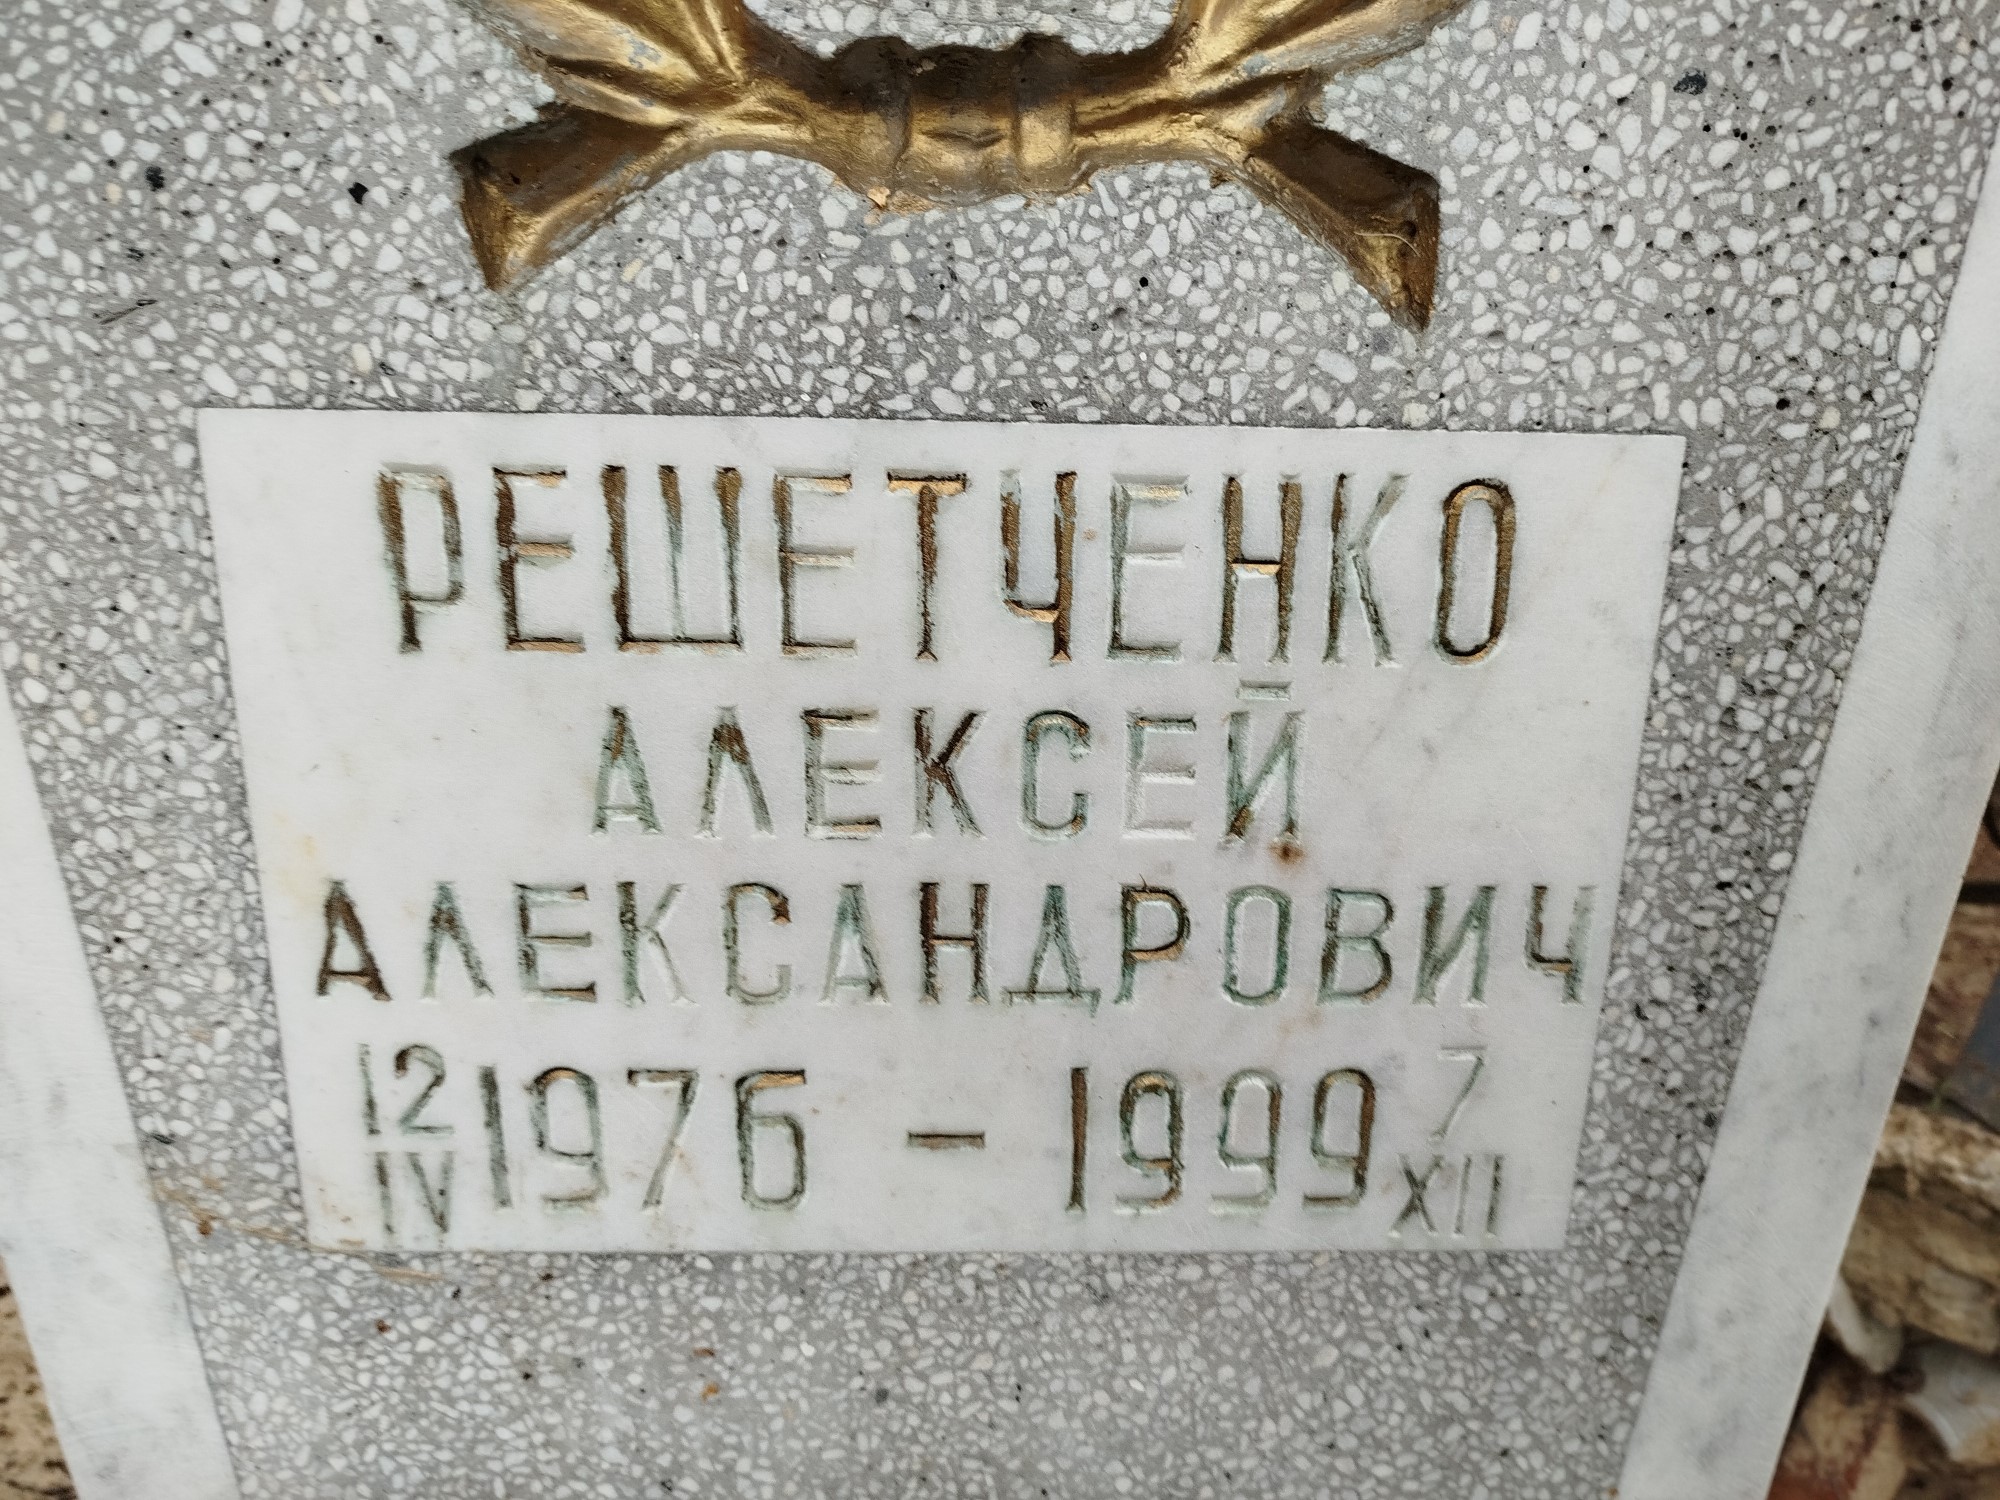 РЕШЕТЧЕНКО
АЛЕКСЕЙ
АЛЕКСАНДРОВИЧ
12 IV 1976 – 1999 7 XII